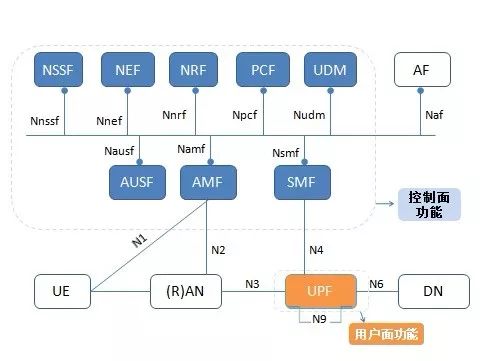 NSSF NEF NRF PCF UDM AF
Nnssf Nnef Nnrf Npcf Nudm Naf
Nausf Namf Nsmf
AUSF AMF SMF
控制面
功能
N1 N2 N4
UE (R)AN N3 UPF N6 DN
N9
用户面功能